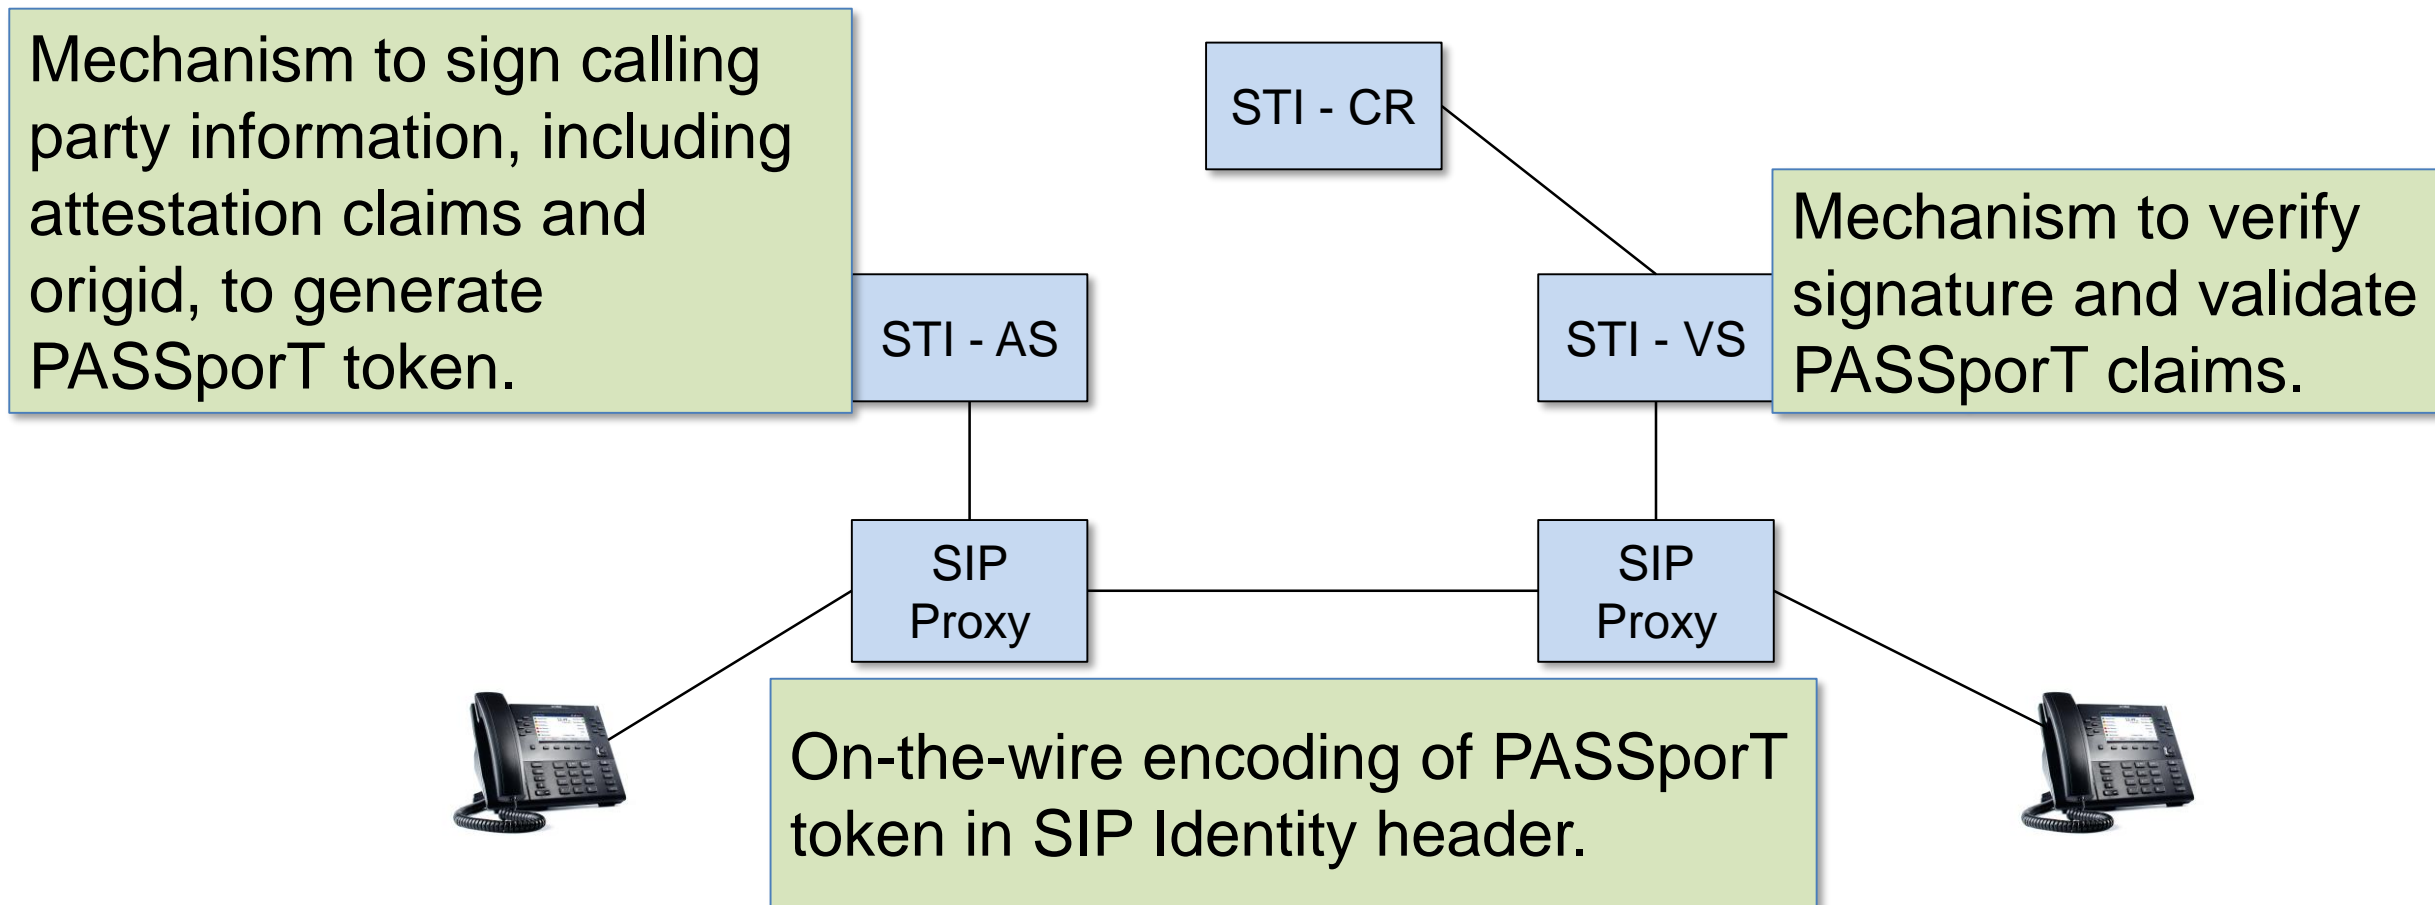 Mechanism to sign calling
party information, including
attestation claims and
origid, to generate
PASSporT token.
STI - CR
Mechanism to verify
signature and validate
PASSporT claims.
STI - AS
STI - VS
SIP
Proxy
SIP
Proxy
On-the-wire encoding of PASSporT
token in SIP Identity header.